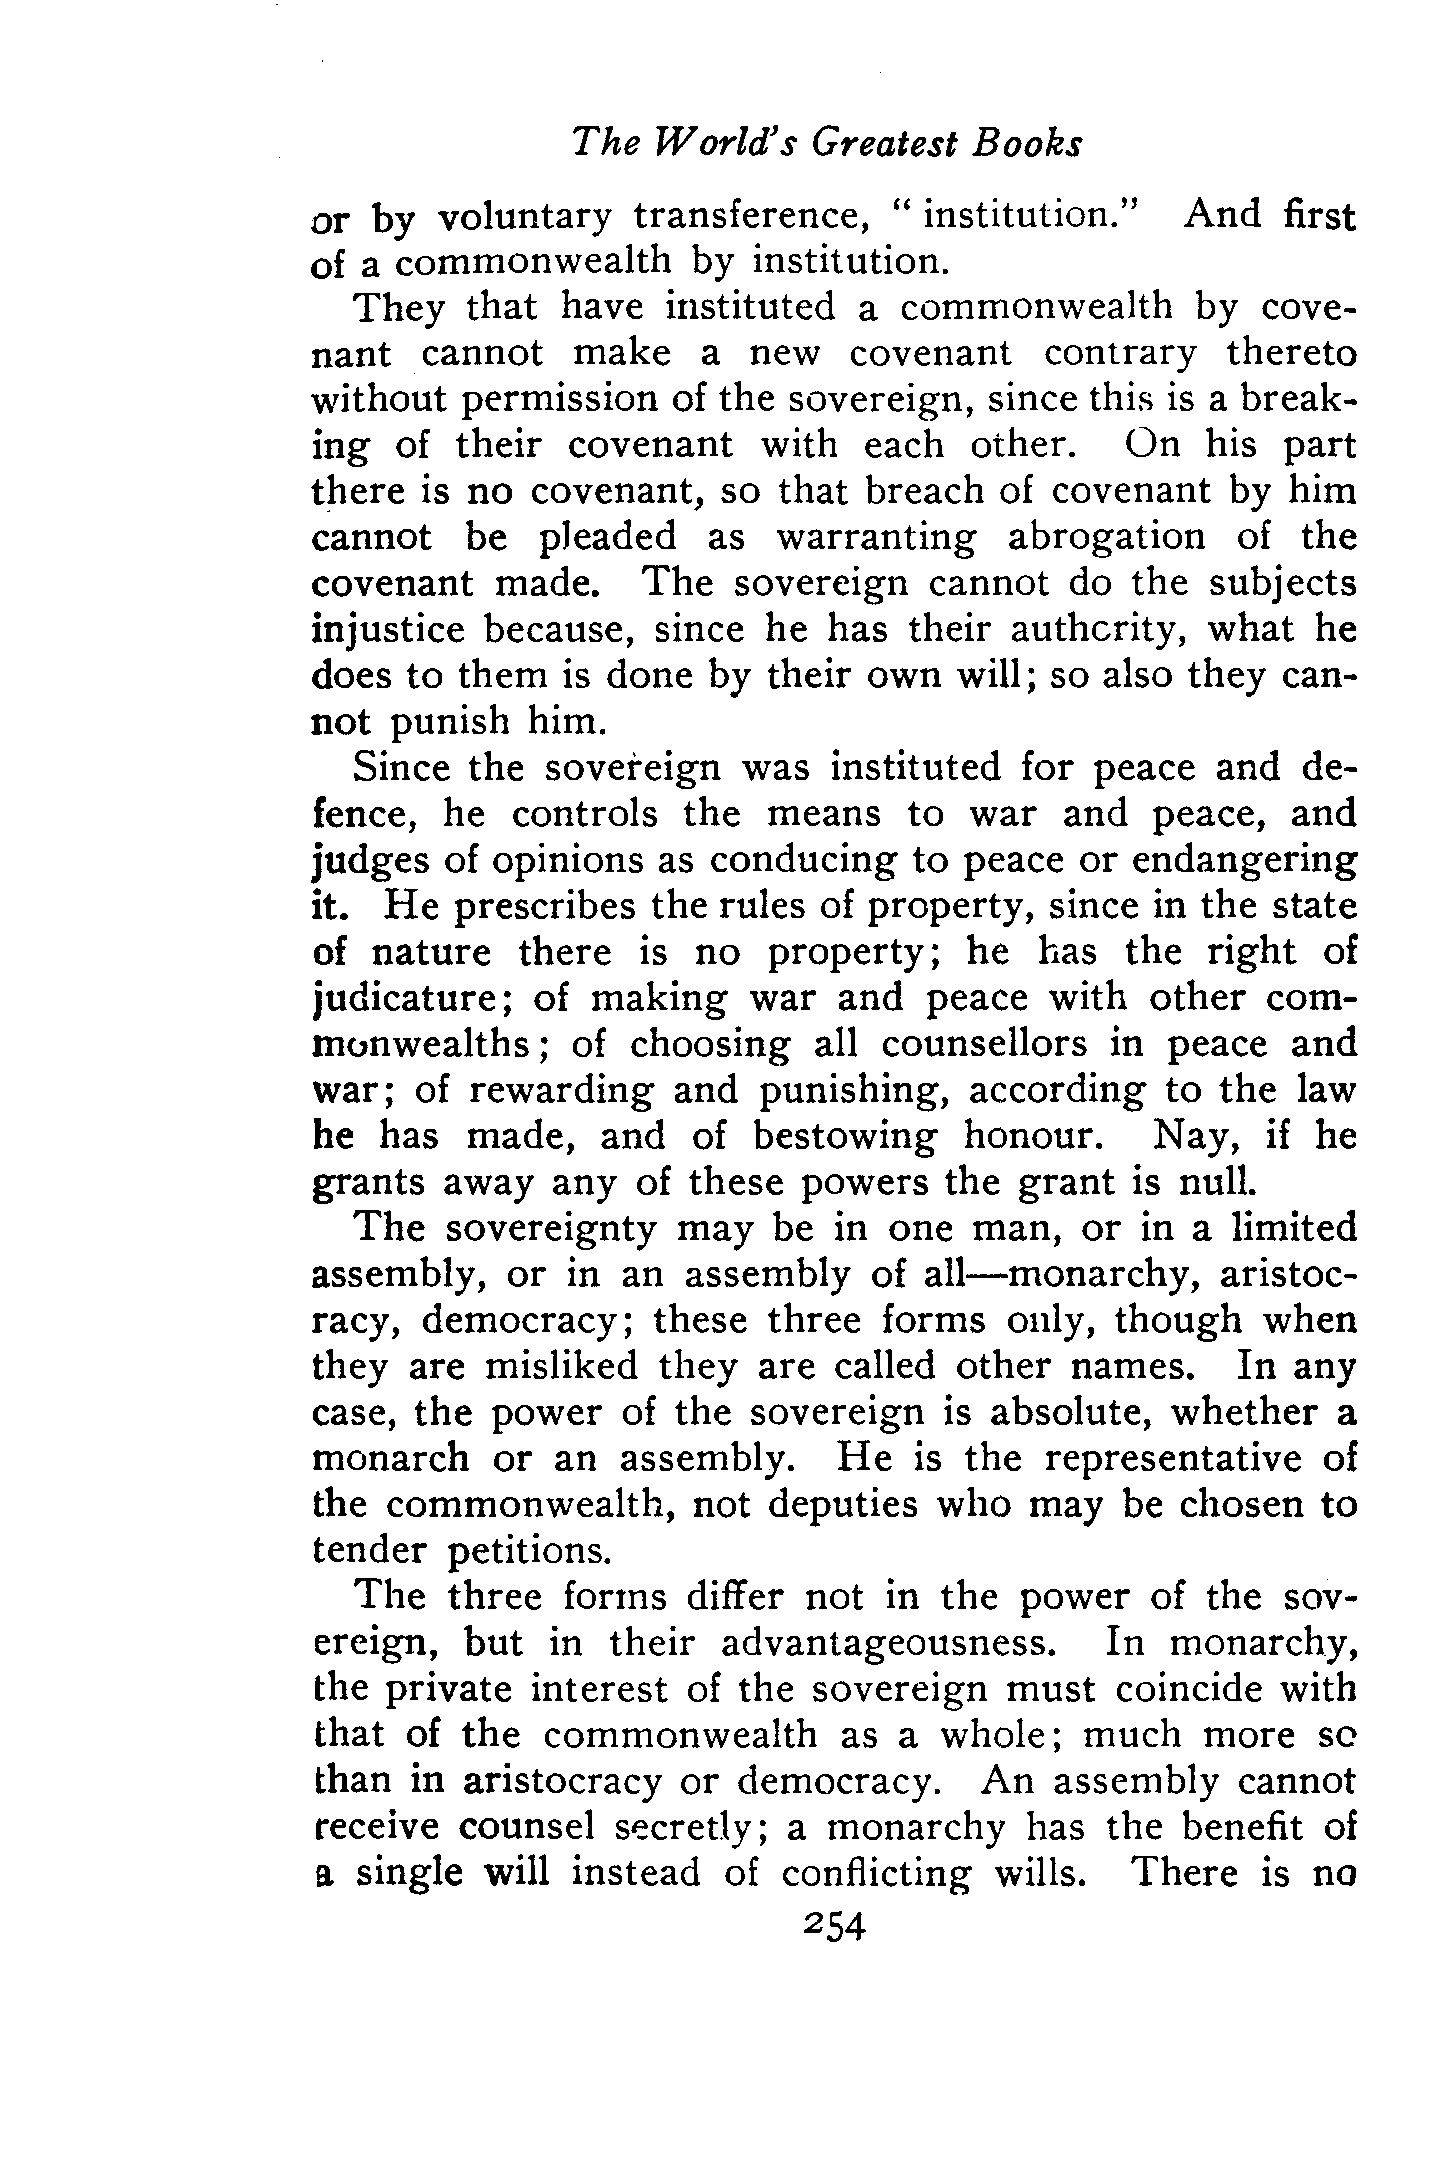 The World's Greatest Books
or by voluntary transference, " institution." And first
of a commonwealth by institution.
They that have instituted a commonwealth by cove-
nant cannot make a new covenant contrary thereto
without permission of the sovereign, since this is a break-
ing of their covenant with each other. On his part
there is no covenant, so that breach of covenant by him
cannot be pleaded as warranting abrogation of the
covenant made. The sovereign cannot do the subjects
injustice because, since he has their authority, what he
does to them is done by their own will; so also they can-
not punish him.
Since the sovereign was instituted for peace and de-
fence, he controls the means to war and peace, and
judges of opinions as conducing to peace or endangering
it. He prescribes the rules of property, since in the state
of nature there is no property; he has the right of
judicature; of making war and peace with other com-
monwealths; of choosing all counsellors in peace and
war; of rewarding and punishing, according to the law
he has made, and of bestowing honour. Nay, if he
grants away any of these powers the grant is null.
The sovereignty may be in one man, or in a limited
assembly, or in an assembly of all—monarchy, aristoc-
racy, democracy; these three forms only, though when
they are misliked they are called other names. In any
case, the power of the sovereign is absolute, whether a
monarch or an assembly. He is the representative of
the commonwealth, not deputies who may be chosen to
tender petitions.
The three forms differ not in the power of the sov-
ereign, but in their advantageousness. In monarchy,
the private interest of the sovereign must coincide with
that of the commonwealth as a whole; much more so
than in aristocracy or democracy. An assembly cannot
receive counsel secretly; a monarchy has the benefit of
a single will instead of conflicting wills. There is no
254